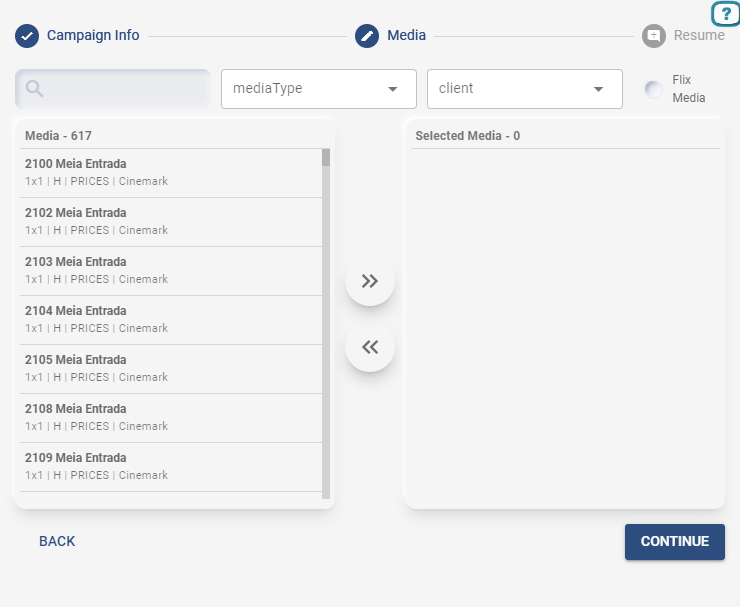 ?
Campaign Info
Media
Resume
mediaType
client
Flix
Media
Media - 617
2100 Meia Entrada
1x1 | H | PRICES | Cinemark
2102 Meia Entrada
1x1 | H | PRICES | Cinemark
2103 Meia Entrada
1x1 | H | PRICES | Cinemark
2104 Meia Entrada
1x1 | H | PRICES | Cinemark
2105 Meia Entrada
1x1 | H | PRICES | Cinemark
2108 Meia Entrada
1x1 | H | PRICES | Cinemark
2109 Meia Entrada
1x1 | H | PRICES | Cinemark
Selected Media - 0
BACK
CONTINUE